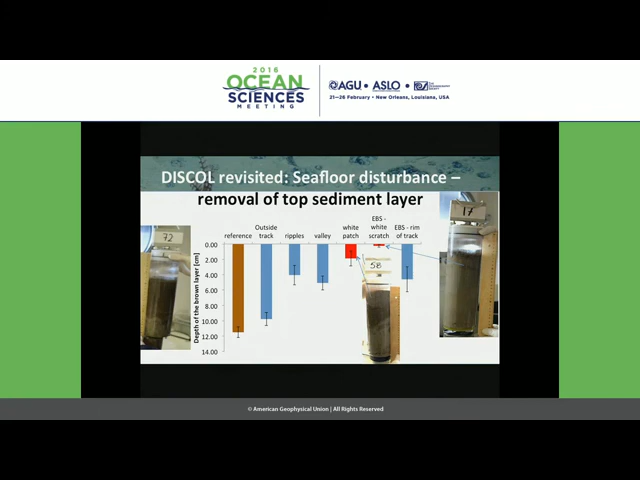 2016
OCEAN
SCIENCES
MEETING
AGU • ASLO •
21–26 February • New Orleans, Louisiana, USA
DISCOL revisited: Seafloor disturbance –
removal of top sediment layer
reference
Outside
track
ripples
valley
white
patch
EBS -
white
scratch
EBS - rim
of track
Depth of the brown layer [cm]
0.00
2.00
4.00
6.00
8.00
10.00
12.00
14.00
72
58
17
© American Geophysical Union | All Rights Reserved